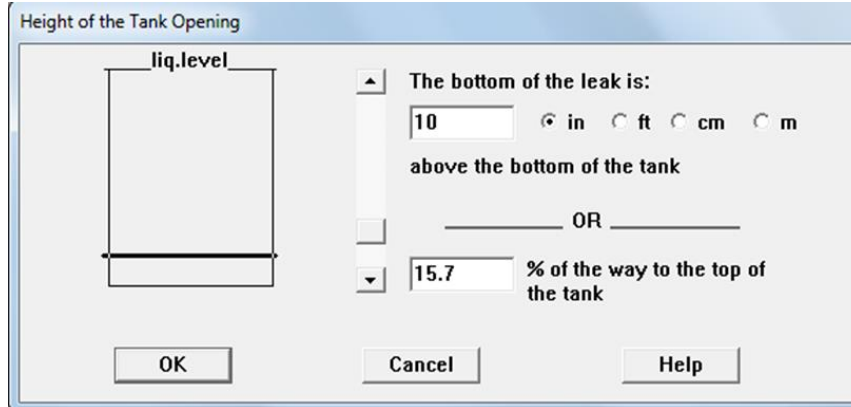 Height of the Tank Opening
liq.level
The bottom of the leak is:
10 in ft cm m
above the bottom of the tank
OR
15.7 % of the way to the top of
the tank
OK Cancel Help